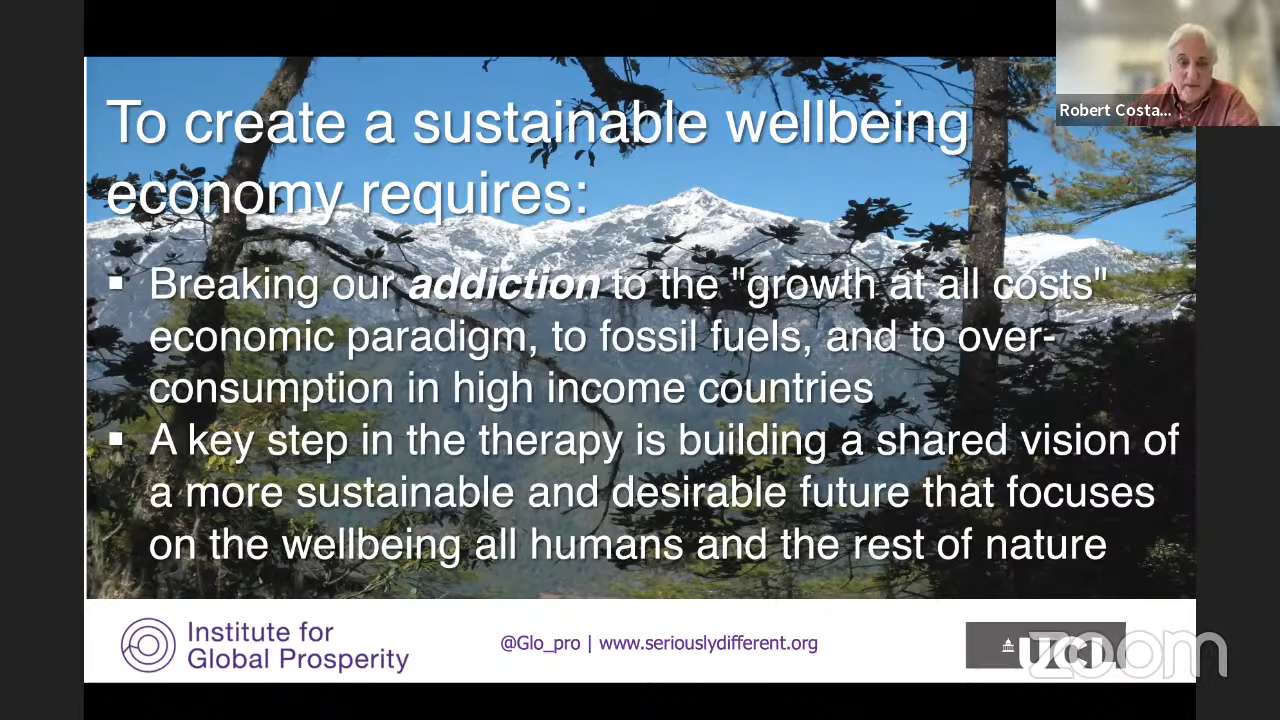 Robert Costa...
To create a sustainable wellbeing
economy requires:
▪ Breaking our addiction to the "growth at all costs"
economic paradigm, to fossil fuels, and to over-
consumption in high income countries
▪ A key step in the therapy is building a shared vision of
a more sustainable and desirable future that focuses
on the wellbeing all humans and the rest of nature
Institute for
Global Prosperity
@Glo_pro | www.seriouslydifferent.org
UCL
zoom